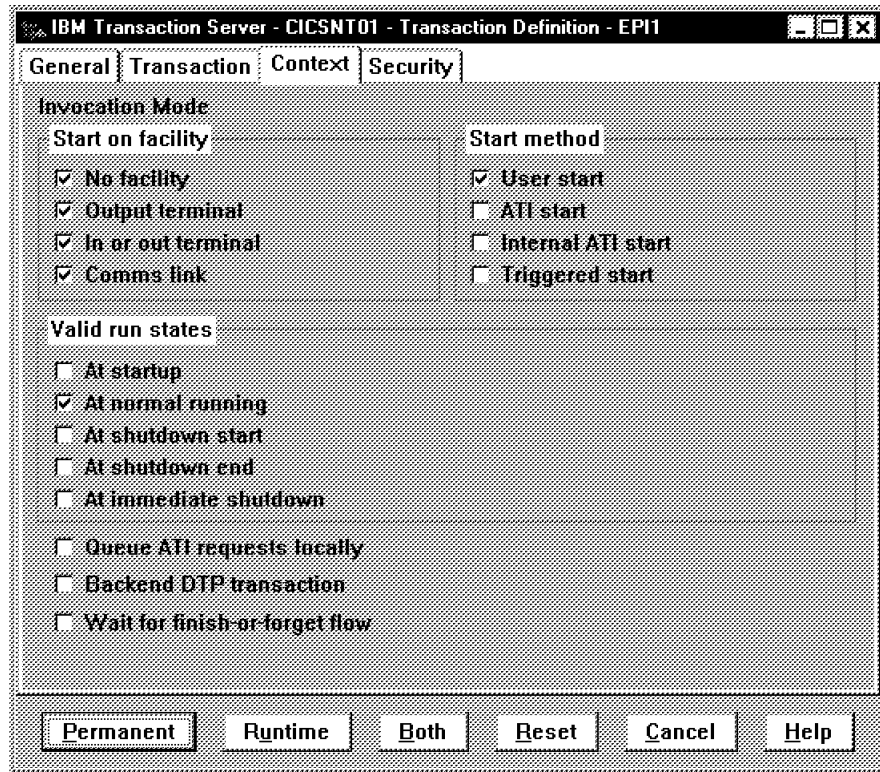 IBM Transaction Server - CICSNT01 - Transaction Definition - EPI1
General Transaction Context Security
Invocation Mode
Start on facility
No facility
Output terminal
In or out terminal
Comms link
Start method
User start
ATI start
Internal ATI start
Triggered start
Valid run states
At startup
At normal running
At shutdown start
At shutdown end
At immediate shutdown
Queue ATI requests locally
Backend DTP transaction
Wait for finish-or-forget flow
Permanent Runtime Both Reset Cancel Help